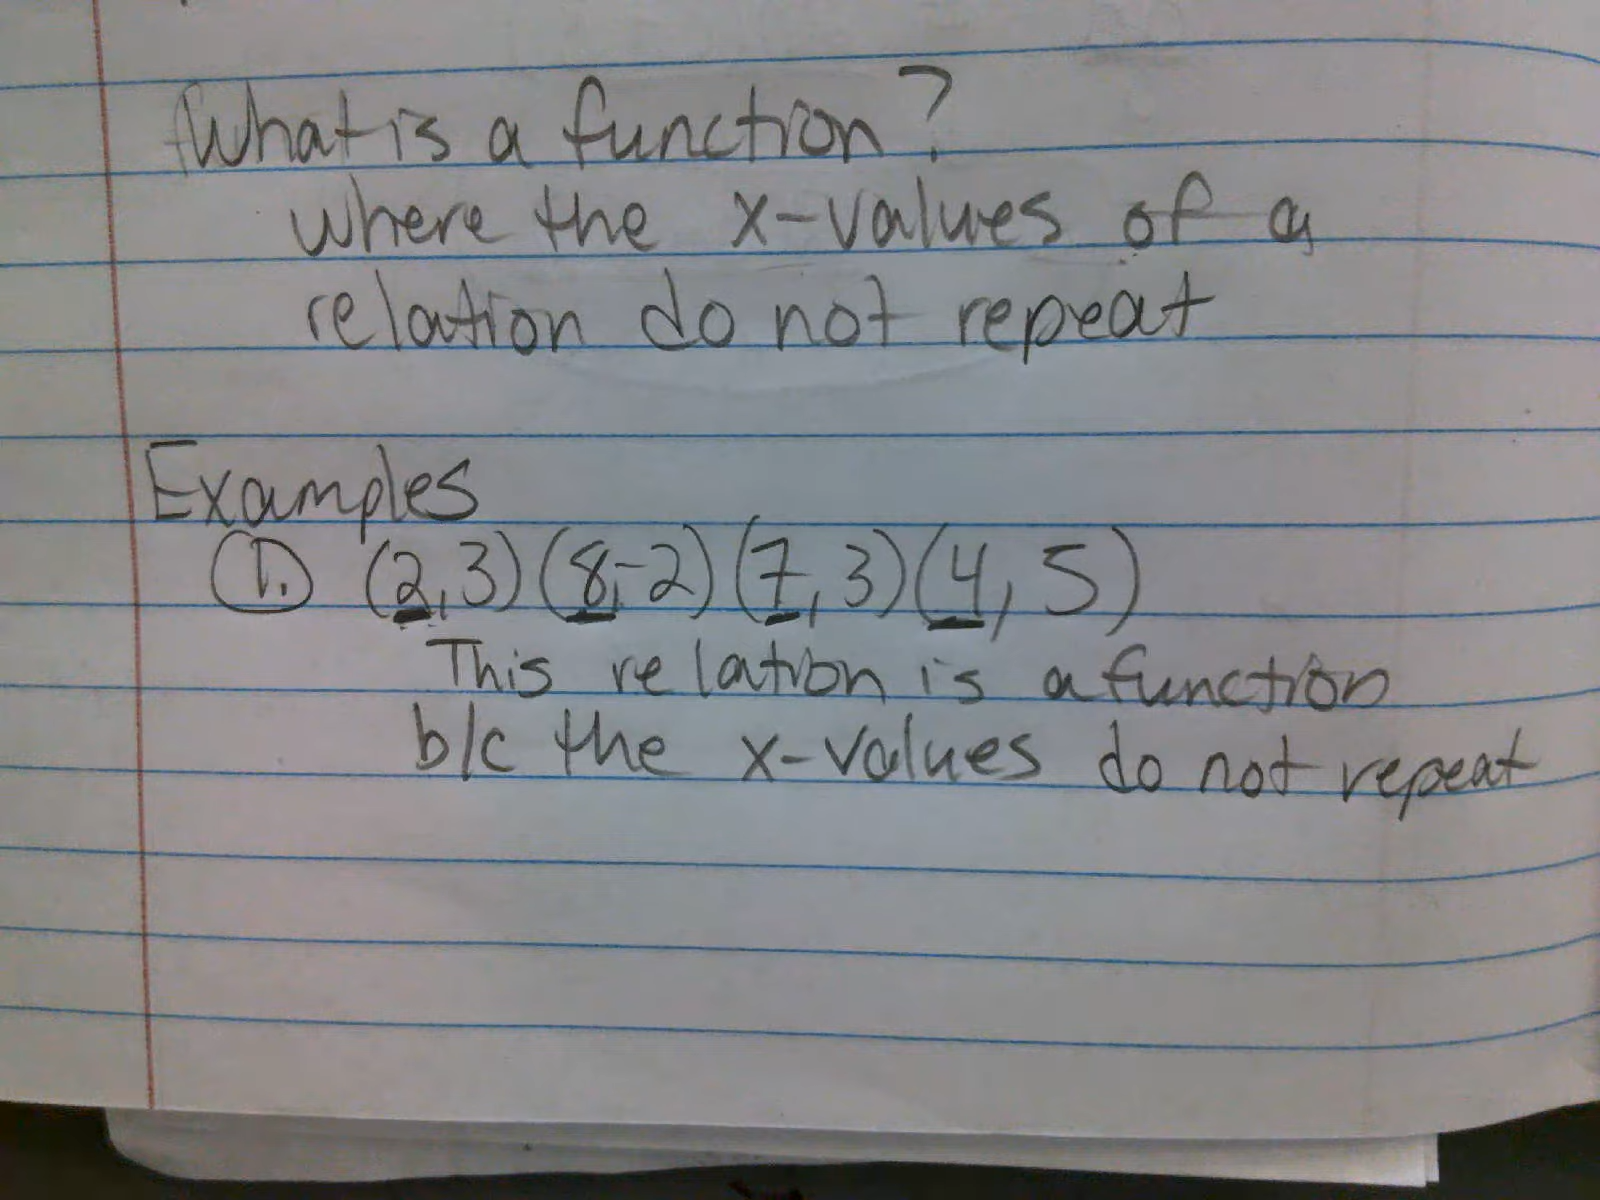 What is a function?
where the x-values of a
relation do not repeat
Examples
1. (2,3)(8,-2)(7,3)(4,5)
This relation is a function
b/c the x-values do not repeat